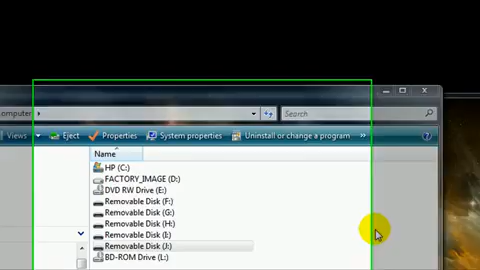 omputer
Search
Views Eject Properties System properties Uninstall or change a program »
Name
HP (C:)
FACTORY_IMAGE (D:)
DVD RW Drive (E:)
Removable Disk (F:)
Removable Disk (G:)
Removable Disk (H:)
Removable Disk (I:)
Removable Disk (J:)
BD-ROM Drive (L:)